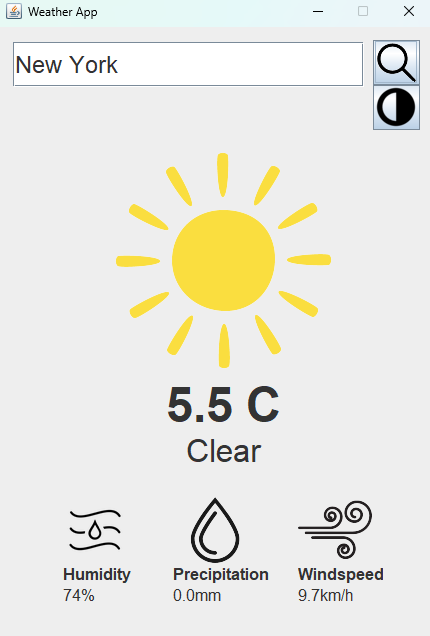 Weather App
New York
5.5 C
Clear
Humidity Precipitation Windspeed
74% 0.0mm 9.7km/h